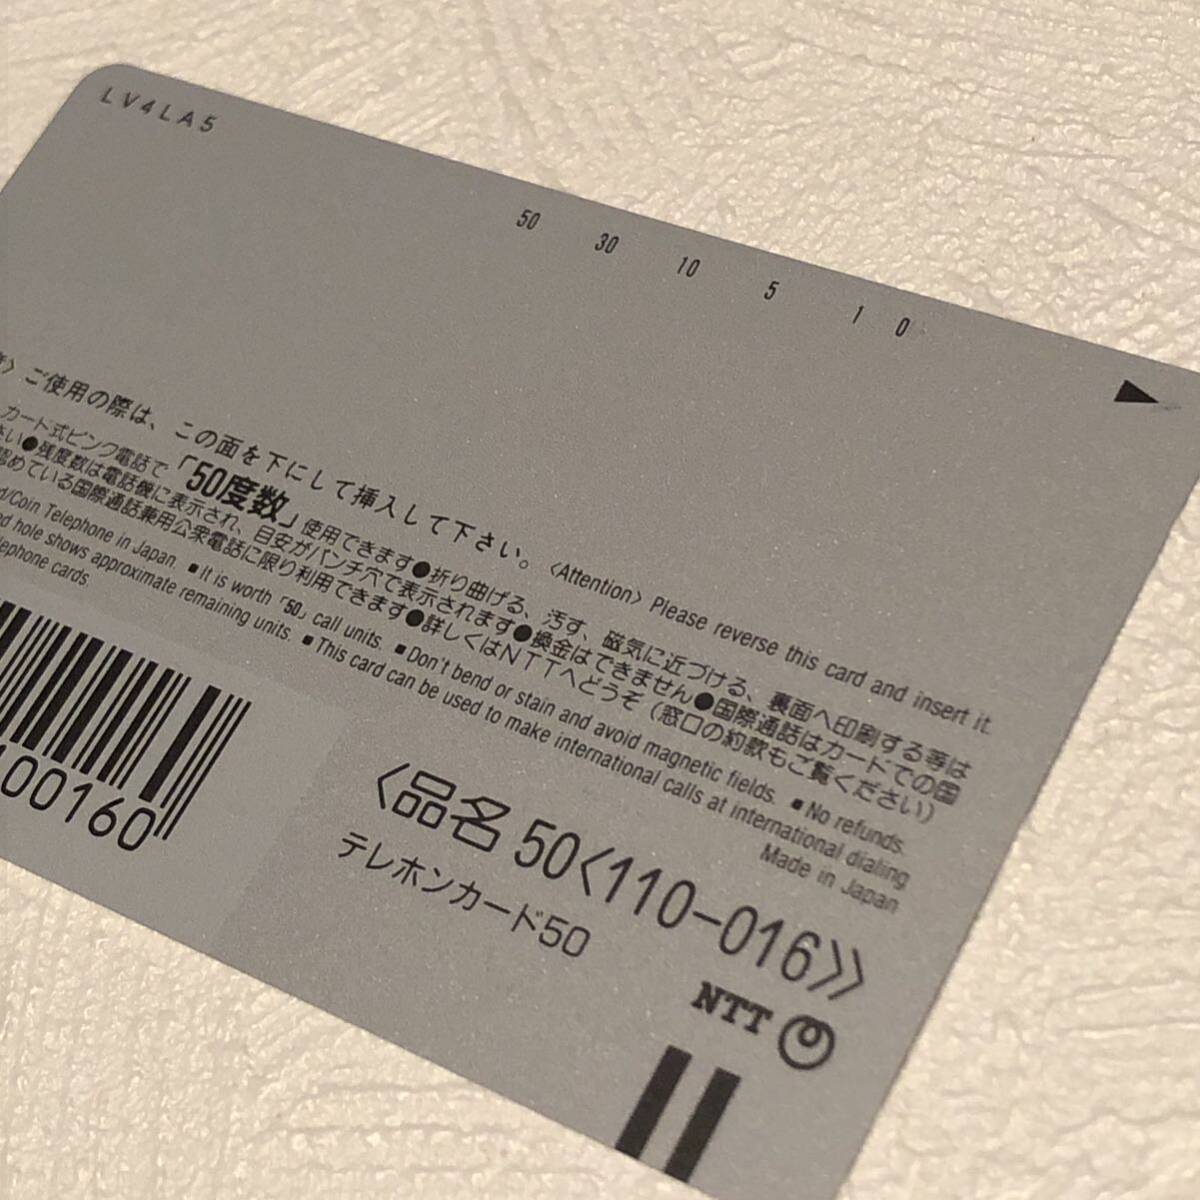 LV4LA5
50 30 10 5 1 0
ご使用の際は、この面を下にして挿入して下さい。〈Attention〉Please reverse this card and insert it.
カード式ピンク電話で「50度数」使用できます●折り曲げる、汚す、磁気に近づける、裏面へ印刷する等は
さい●残度数は電話機に表示され、目安がパンチ穴で表示されます●換金はできません●国際通話はカードでの国
認めている国際通話兼用公衆電話に限り利用できます●詳しくはNTTへどうぞ(窓口の約款もご覧ください)
/Coin Telephone in Japan. ■It is worth「50」call units. ■Don't bend or stain and avoid magnetic fields. ■No refunds.
hole shows approximate remaining units. ■This card can be used to make international calls at international dialing
telephone cards.
Made in Japan
00160
〈品名 50〈110-016〉〉
テレホンカード50
NTT